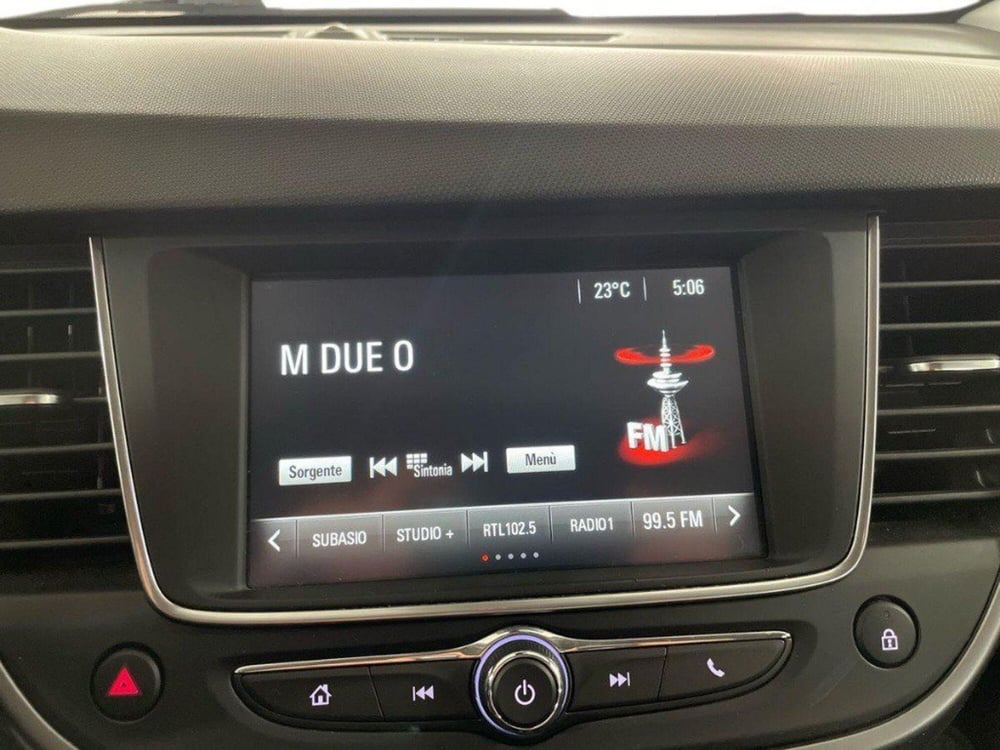 23°C 5:06
M DUE O
FM
Sorgente Sintonia Menù
SUBASIO STUDIO + RTL102.5 RADIO1 99.5 FM